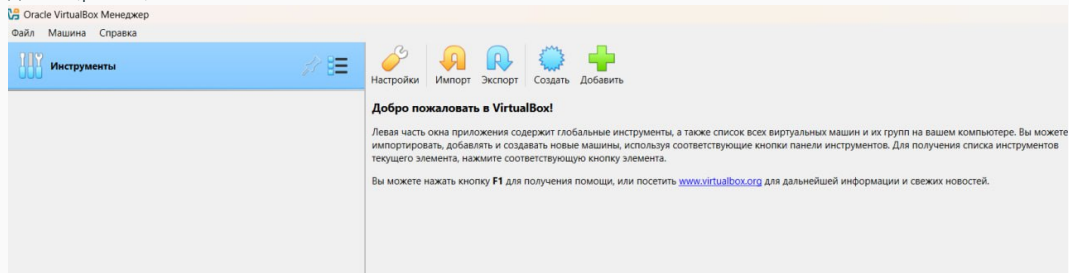 Oracle VirtualBox Менеджер
Файл Машина Справка
Инструменты
Настройки Импорт Экспорт Создать Добавить
Добро пожаловать в VirtualBox!
Левая часть окна приложения содержит глобальные инструменты, а также список всех виртуальных машин и их групп на вашем компьютере. Вы можете
импортировать, добавлять и создавать новые машины, используя соответствующие кнопки панели инструментов. Для получения списка инструментов
текущего элемента, нажмите соответствующую кнопку элемента.
Вы можете нажать кнопку F1 для получения помощи, или посетить www.virtualbox.org для дальнейшей информации и свежих новостей.